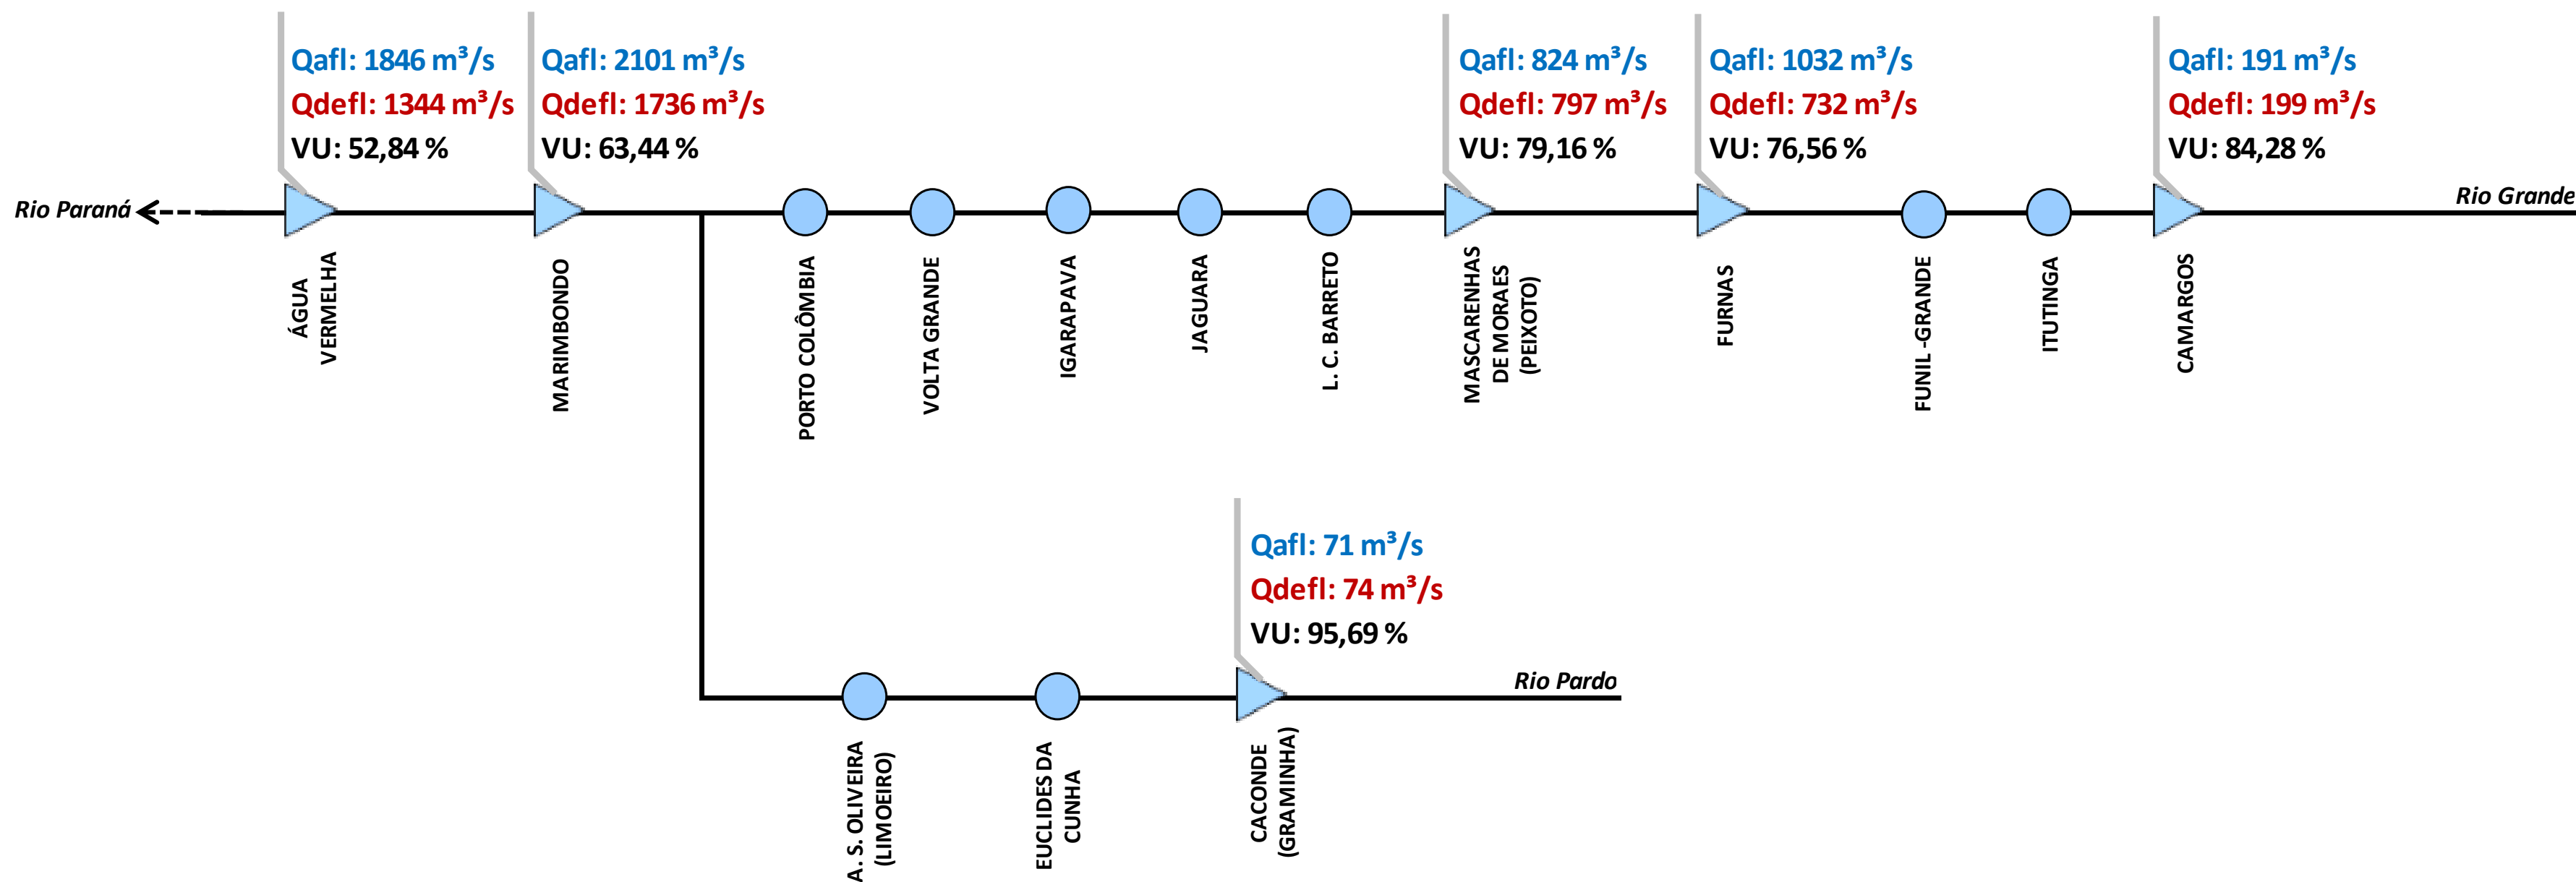 Qafl: 1846 m³/s
Qdefl: 1344 m³/s
VU: 52,84 %
Qafl: 2101 m³/s
Qdefl: 1736 m³/s
VU: 63,44 %
Qafl: 824 m³/s
Qdefl: 797 m³/s
VU: 79,16 %
Qafl: 1032 m³/s
Qdefl: 732 m³/s
VU: 76,56 %
Qafl: 191 m³/s
Qdefl: 199 m³/s
VU: 84,28 %
Rio Paraná
Rio Grande
ÁGUA
VERMELHA
MARIMBONDO
PORTO COLÔMBIA
VOLTA GRANDE
IGARAPAVA
JAGUARA
L. C. BARRETO
MASCARENHAS
DE MORAES
(PEIXOTO)
FURNAS
FUNIL -GRANDE
ITUTINGA
CAMARGOS
Qafl: 71 m³/s
Qdefl: 74 m³/s
VU: 95,69 %
Rio Pardo
A. S. OLIVEIRA
(LIMOEIRO)
EUCLIDES DA
CUNHA
CACONDE
(GRAMINHA)